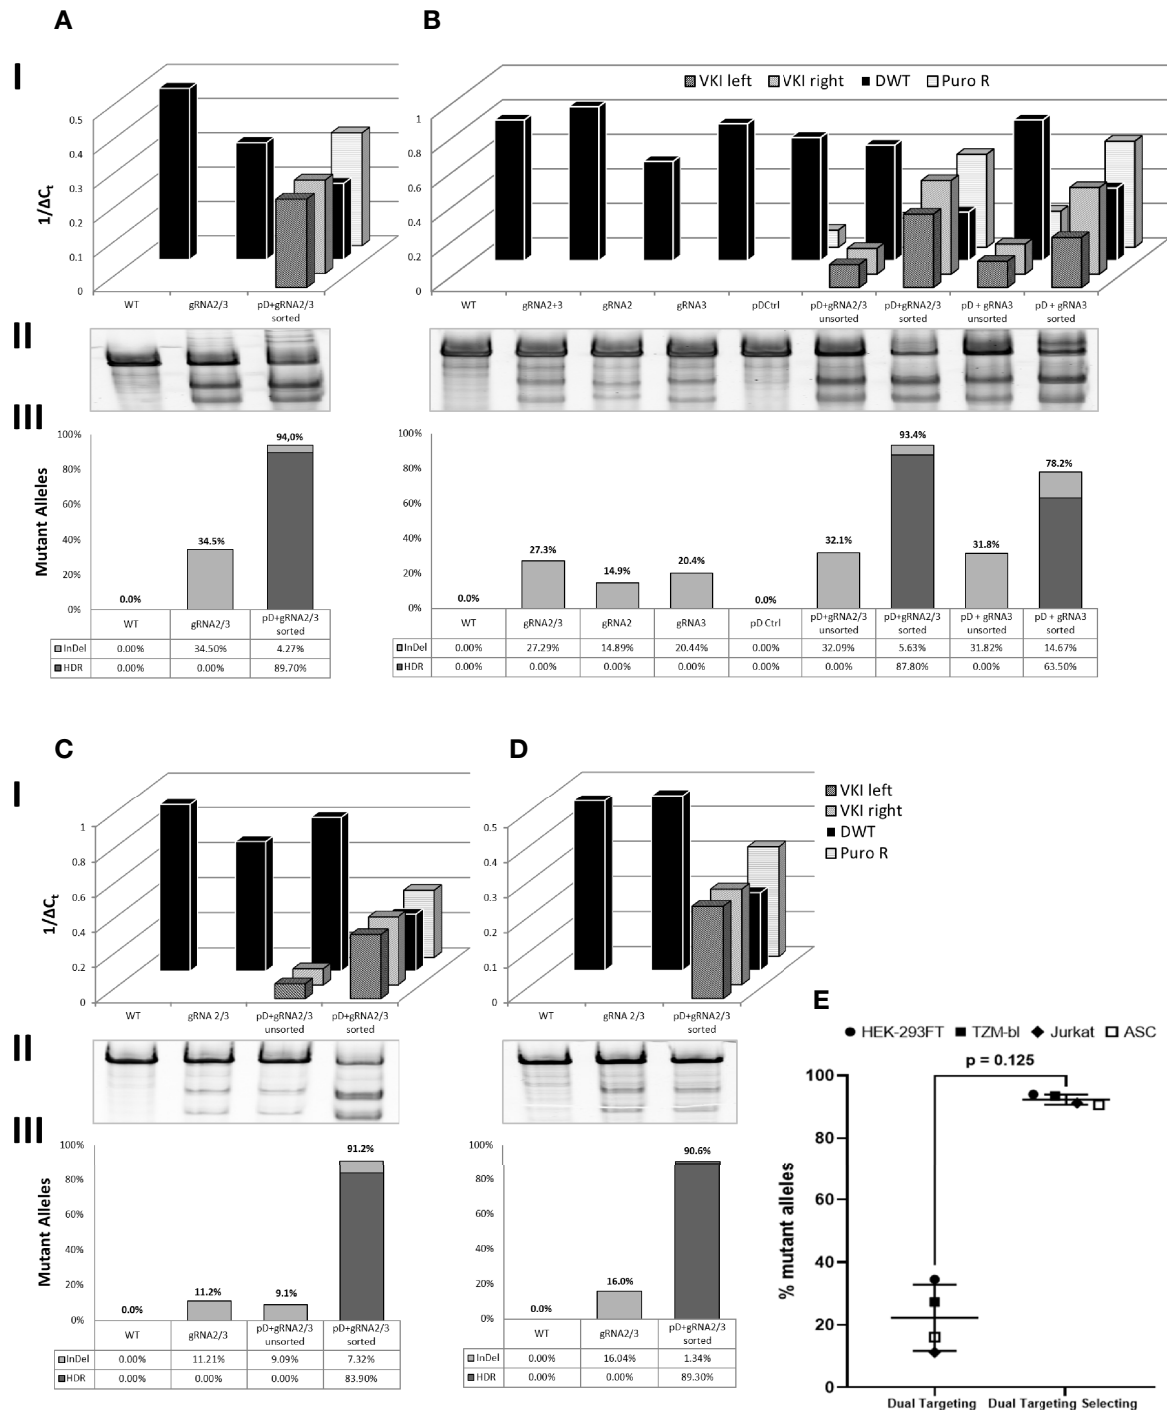 A
B
I
VKI left VKI right DWT Puro R
0.5
0.4
0.3
0.2
0.1
0
1/ΔCt
WT gRNA2/3 pD+gRNA2/3 sorted
1
0.8
0.6
0.4
0.2
0
WT gRNA2+3 gRNA2 gRNA3 pDCtrl pD+gRNA2/3 unsorted pD+gRNA2/3 sorted pD + gRNA3 unsorted pD + gRNA3 sorted
II
III
Mutant Alleles
100%
80%
60%
40%
20%
0%
0.0% 34.5% 94,0%
WT gRNA2/3 pD+gRNA2/3 sorted
InDel 0.00% 34.50% 4.27%
HDR 0.00% 0.00% 89.70%
100%
80%
60%
40%
20%
0%
0.0% 27.3% 14.9% 20.4% 0.0% 32.1% 93.4% 31.8% 78.2%
WT gRNA2/3 gRNA2 gRNA3 pD Ctrl pD+gRNA2/3 unsorted pD+gRNA2/3 sorted pD + gRNA3 unsorted pD + gRNA3 sorted
InDel 0.00% 27.29% 14.89% 20.44% 0.00% 32.09% 5.63% 31.82% 14.67%
HDR 0.00% 0.00% 0.00% 0.00% 0.00% 0.00% 87.80% 0.00% 63.50%
C
D
I
1
0.8
0.6
0.4
0.2
0
1/ΔCt
WT gRNA 2/3 pD+gRNA2/3 unsorted pD+gRNA2/3 sorted
0.5
0.4
0.3
0.2
0.1
0
WT gRNA 2/3 pD+gRNA2/3 sorted
VKI left
VKI right
DWT
Puro R
II
III
Mutant Alleles
100%
80%
60%
40%
20%
0%
0.0% 11.2% 9.1% 91.2%
WT gRNA2/3 pD+gRNA2/3 unsorted pD+gRNA2/3 sorted
InDel 0.00% 11.21% 9.09% 7.32%
HDR 0.00% 0.00% 0.00% 83.90%
100%
80%
60%
40%
20%
0%
0.0% 16.0% 90.6%
WT gRNA2/3 pD+gRNA2/3 sorted
InDel 0.00% 16.04% 1.34%
HDR 0.00% 0.00% 89.30%
E
HEK-293FT TZM-bl Jurkat ASC
p = 0.125
100
80
60
40
20
0
% mutant alleles
Dual Targeting Dual Targeting Selecting